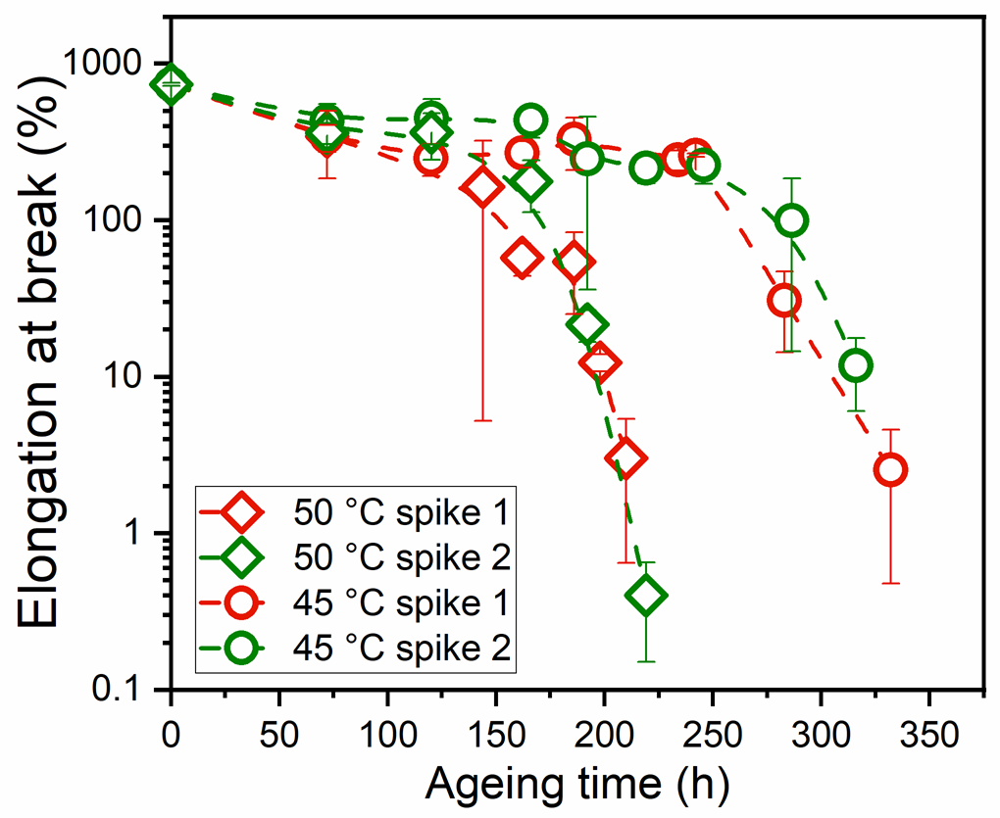 Elongation at break (%)
1000
100
10
1
0.1
50 °C spike 1
50 °C spike 2
45 °C spike 1
45 °C spike 2
0 50 100 150 200 250 300 350
Ageing time (h)